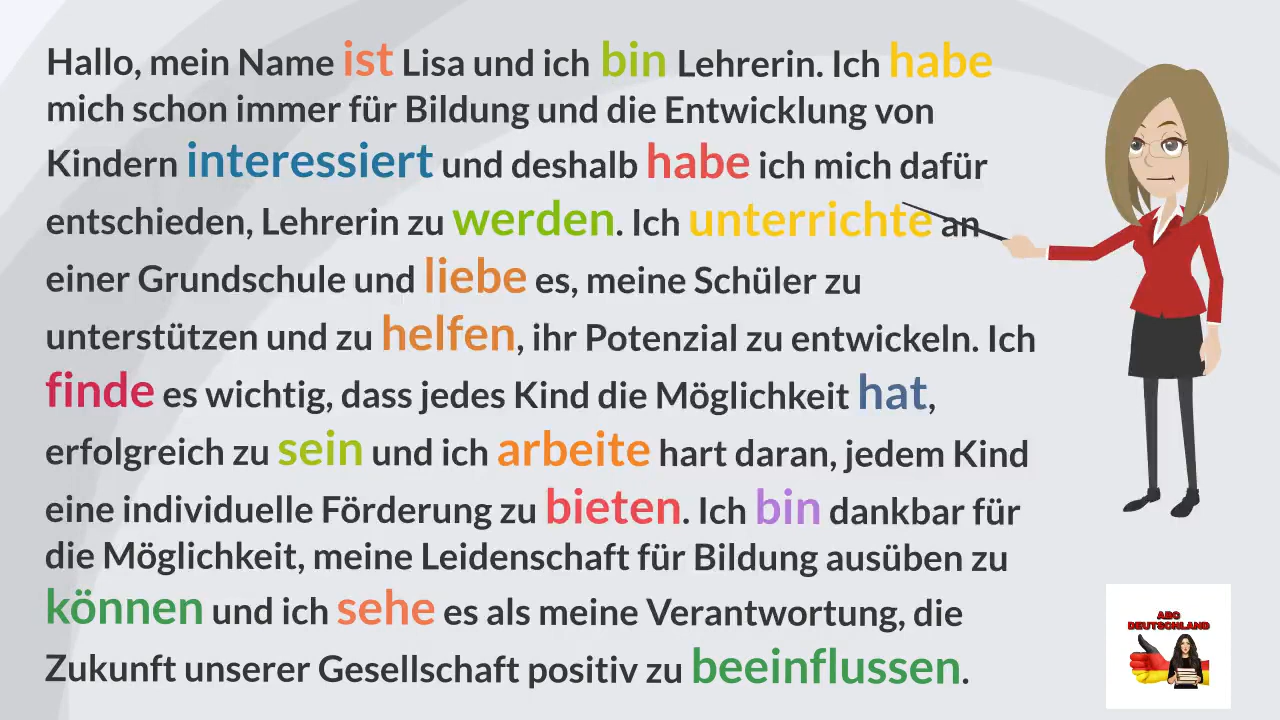 Hallo, mein Name ist Lisa und ich bin Lehrerin. Ich habe
mich schon immer für Bildung und die Entwicklung von
Kindern interessiert und deshalb habe ich mich dafür
entschieden, Lehrerin zu werden. Ich unterrichte an
einer Grundschule und liebe es, meine Schüler zu
unterstützen und zu helfen, ihr Potenzial zu entwickeln. Ich
finde es wichtig, dass jedes Kind die Möglichkeit hat,
erfolgreich zu sein und ich arbeite hart daran, jedem Kind
eine individuelle Förderung zu bieten. Ich bin dankbar für
die Möglichkeit, meine Leidenschaft für Bildung ausüben zu
können und ich sehe es als meine Verantwortung, die
Zukunft unserer Gesellschaft positiv zu beeinflussen.
ABC
DEUTSCHLAND